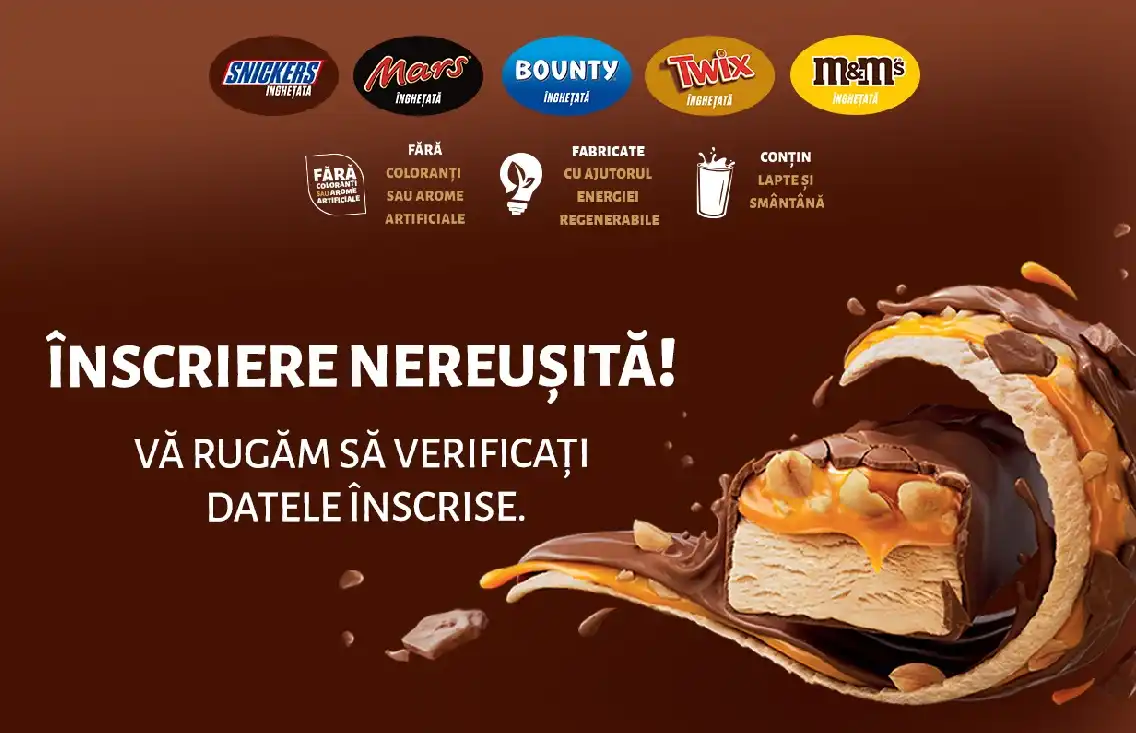 SNICKERS
ÎNGHEȚATĂ
Mars
ÎNGHEȚATĂ
BOUNTY
ÎNGHEȚATĂ
TWIX
ÎNGHEȚATĂ
m&m's
ÎNGHEȚATĂ
FĂRĂ
COLORANȚI
SAU AROME
ARTIFICIALE
FĂRĂ
COLORANȚI
SAU AROME
ARTIFICIALE
FABRICATE
CU AJUTORUL
ENERGIEI
REGENERABILE
CONȚIN
LAPTE ȘI
SMÂNTÂNĂ
ÎNSCRIERE NEREUȘITĂ!
VĂ RUGĂM SĂ VERIFICAȚI
DATELE ÎNSCRISE.